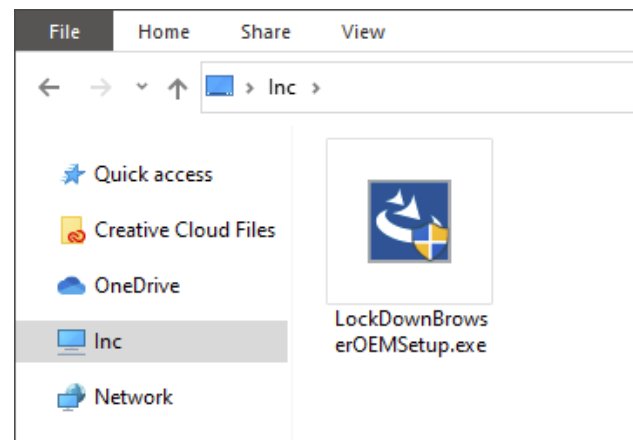 File Home Share View
Inc
Quick access
Creative Cloud Files
OneDrive
Inc
Network
LockDownBrows
erOEMSetup.exe